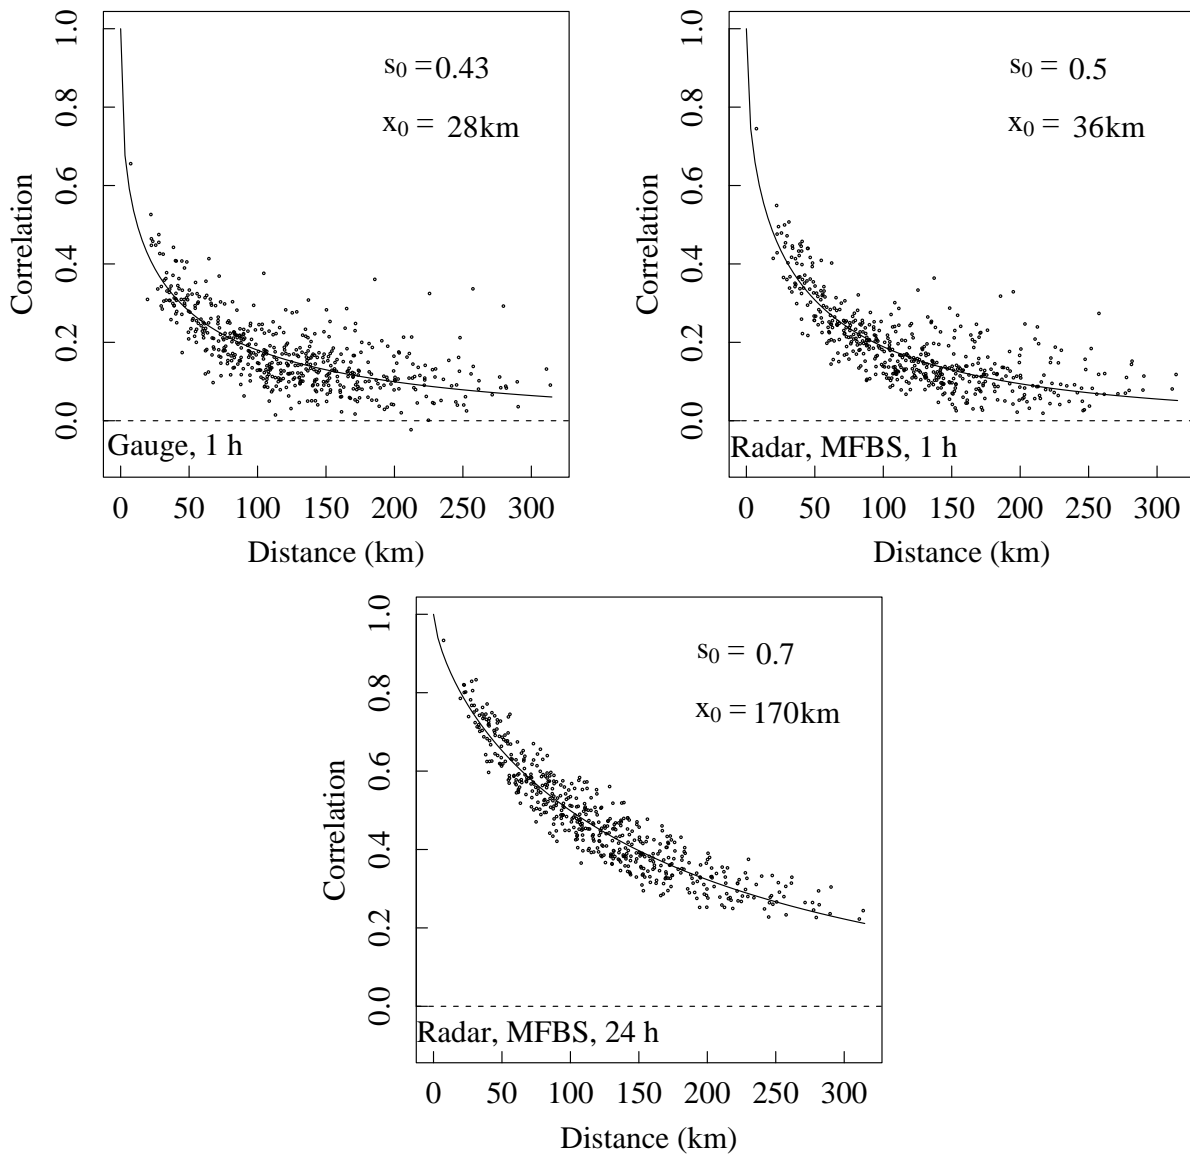 s0 =0.43
x0 = 28km
Correlation
1.0
0.8
0.6
0.4
0.2
0.0
Gauge, 1 h
0 50 100 150 200 250 300
Distance (km)
s0 = 0.5
x0 = 36km
Correlation
1.0
0.8
0.6
0.4
0.2
0.0
Radar, MFBS, 1 h
0 50 100 150 200 250 300
Distance (km)
s0 = 0.7
x0 = 170km
Correlation
1.0
0.8
0.6
0.4
0.2
0.0
Radar, MFBS, 24 h
0 50 100 150 200 250 300
Distance (km)